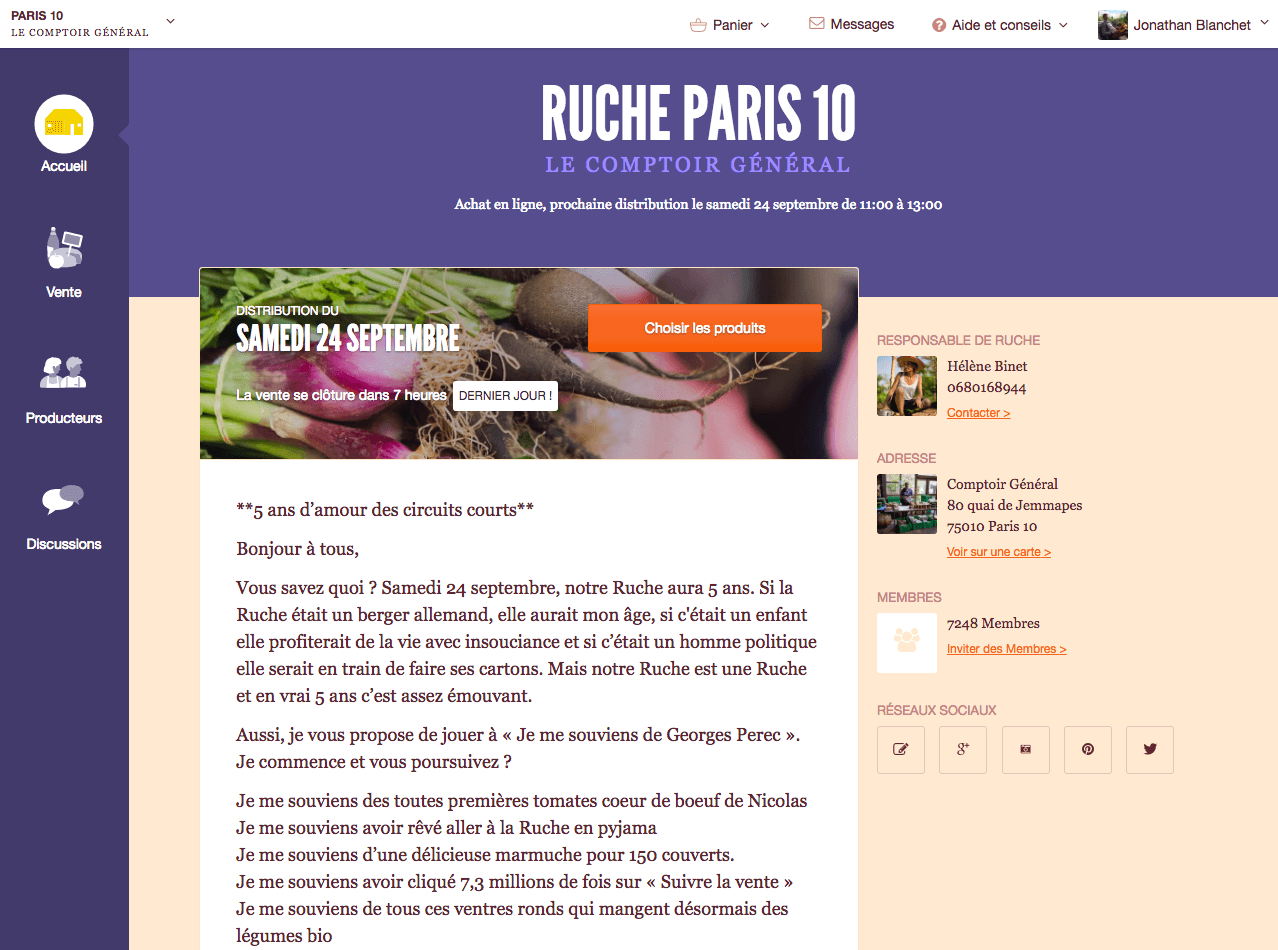 PARIS 10
LE COMPTOIR GÉNÉRAL
Panier
Messages
Aide et conseils
Jonathan Blanchet
Accueil
Vente
Producteurs
Discussions
RUCHE PARIS 10
LE COMPTOIR GÉNÉRAL
Achat en ligne, prochaine distribution le samedi 24 septembre de 11:00 à 13:00
DISTRIBUTION DU
SAMEDI 24 SEPTEMBRE
Choisir les produits
La vente se clôture dans 7 heures DERNIER JOUR !
**5 ans d’amour des circuits courts**
Bonjour à tous,
Vous savez quoi ? Samedi 24 septembre, notre Ruche aura 5 ans. Si la
Ruche était un berger allemand, elle aurait mon âge, si c'était un enfant
elle profiterait de la vie avec insouciance et si c’était un homme politique
elle serait en train de faire ses cartons. Mais notre Ruche est une Ruche
et en vrai 5 ans c’est assez émouvant.
Aussi, je vous propose de jouer à « Je me souviens de Georges Perec ».
Je commence et vous poursuivez ?
Je me souviens des toutes premières tomates coeur de boeuf de Nicolas
Je me souviens avoir rêvé aller à la Ruche en pyjama
Je me souviens d’une délicieuse marmuche pour 150 couverts.
Je me souviens avoir cliqué 7,3 millions de fois sur « Suivre la vente »
Je me souviens de tous ces ventres ronds qui mangent désormais des
légumes bio
RESPONSABLE DE RUCHE
Hélène Binet
0680168944
Contacter >
ADRESSE
Comptoir Général
80 quai de Jemmapes
75010 Paris 10
Voir sur une carte >
MEMBRES
7248 Membres
Inviter des Membres >
RÉSEAUX SOCIAUX